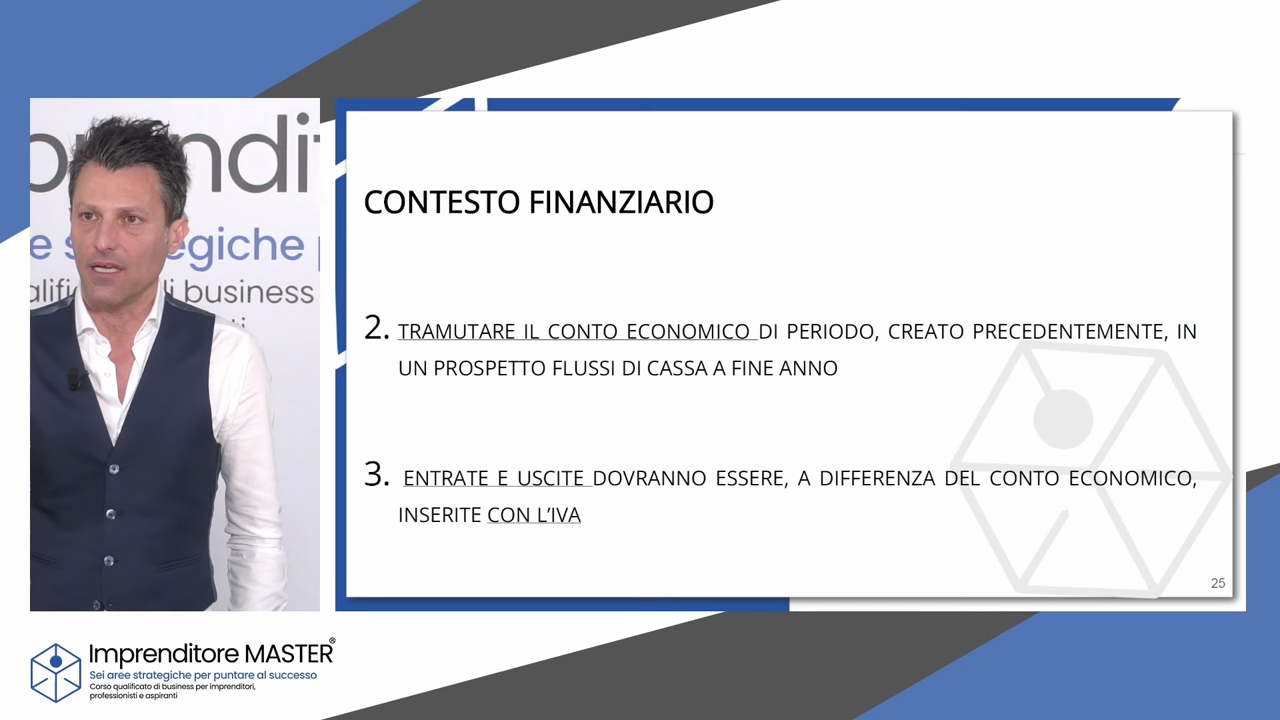 CONTESTO FINANZIARIO
2. TRAMUTARE IL CONTO ECONOMICO DI PERIODO, CREATO PRECEDENTEMENTE, IN
UN PROSPETTO FLUSSI DI CASSA A FINE ANNO
3. ENTRATE E USCITE DOVRANNO ESSERE, A DIFFERENZA DEL CONTO ECONOMICO,
INSERITE CON L'IVA
25
egiche
business
Imprenditore MASTER®
Sei aree strategiche per puntare al successo
Corso qualificato di business per imprenditori,
professionisti e aspiranti